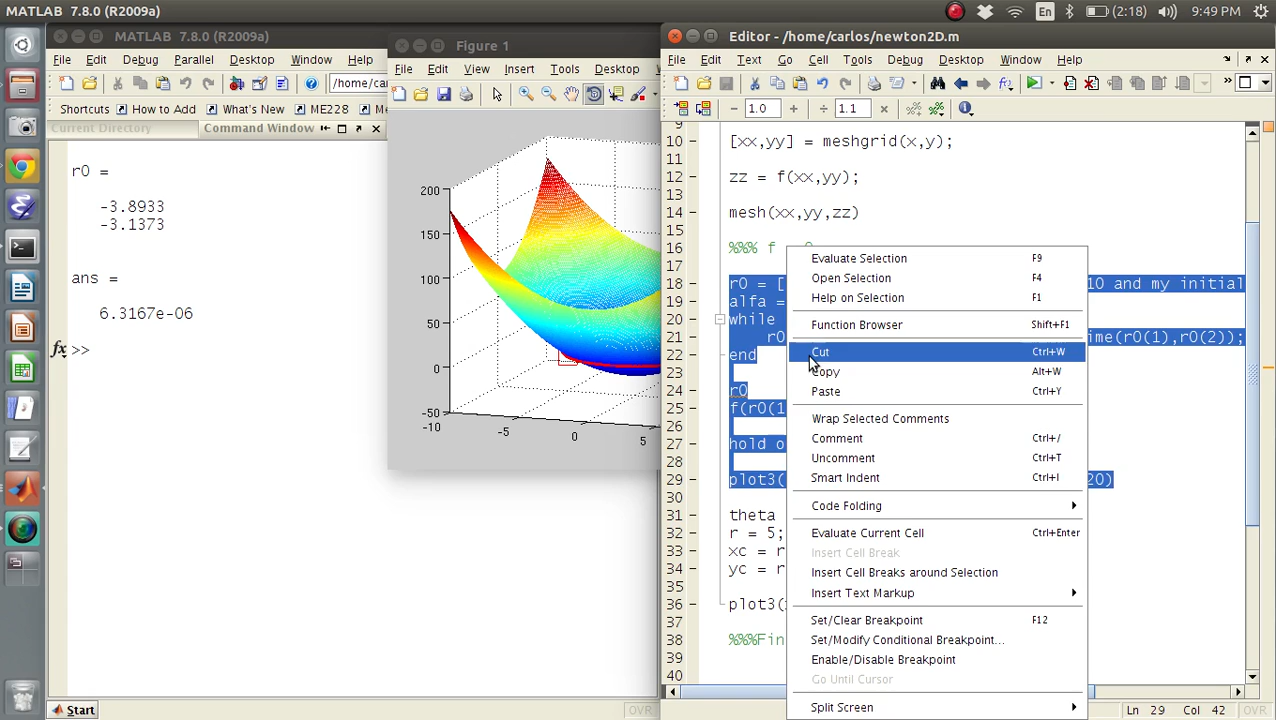 MATLAB 7.8.0 (R2009a)
En
(2:18)
9:49 PM
MATLAB 7.8.0 (R2009a)
File Edit Debug Parallel Desktop Window Help
/home/ca
Shortcuts How to Add What's New ME228
Current Directory
Command Window
r0 =
-3.8933
-3.1373
ans =
6.3167e-06
fx >>
Start
OVR
Figure 1
File Edit View Insert Tools Desktop
200
150
100
50
0
-50
-10
-5
0
5
Editor - /home/carlos/newton2D.m
File Edit Text Go Cell Tools Debug Desktop Window Help
1.0
1.1
9
10 [xx,yy] = meshgrid(x,y);
11
12 zz = f(xx,yy);
13
14 mesh(xx,yy,zz)
15
16 %%% f
17
18 r0 = [ 10 and my initial
19 alfa =
20 while
21 r0 ime(r0(1),r0(2));
22 end
23
24 r0
25 f(r0(1
26
27 hold o
28
29 plot3( 20)
30
31 theta
32 r = 5;
33 xc = r
34 yc = r
35
36 plot3(
37
38 %%%Fin
39
40
Evaluate Selection F9
Open Selection F4
Help on Selection F1
Function Browser Shift+F1
Cut Ctrl+W
Copy Alt+W
Paste Ctrl+Y
Wrap Selected Comments
Comment Ctrl+/
Uncomment Ctrl+T
Smart Indent Ctrl+I
Code Folding
Evaluate Current Cell Ctrl+Enter
Insert Cell Break
Insert Cell Breaks around Selection
Insert Text Markup
Set/Clear Breakpoint F12
Set/Modify Conditional Breakpoint...
Enable/Disable Breakpoint
Go Until Cursor
Split Screen
Ln 29 Col 42 OVR